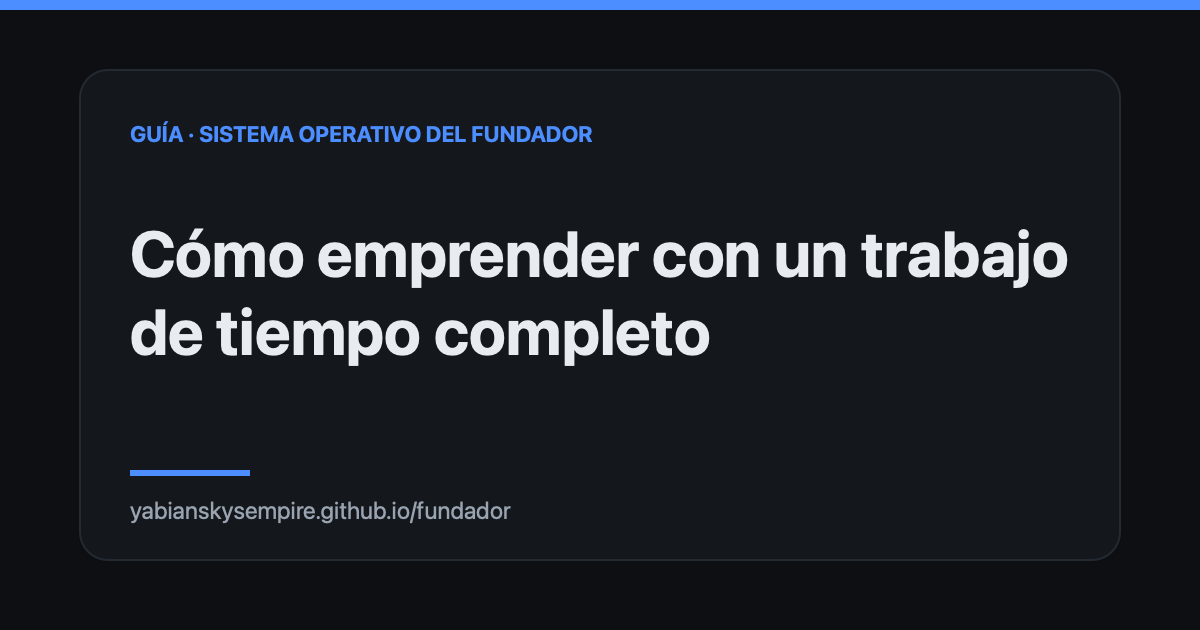 GUÍA · SISTEMA OPERATIVO DEL FUNDADOR
Cómo emprender con un trabajo
de tiempo completo
yabianskysempire.github.io/fundador